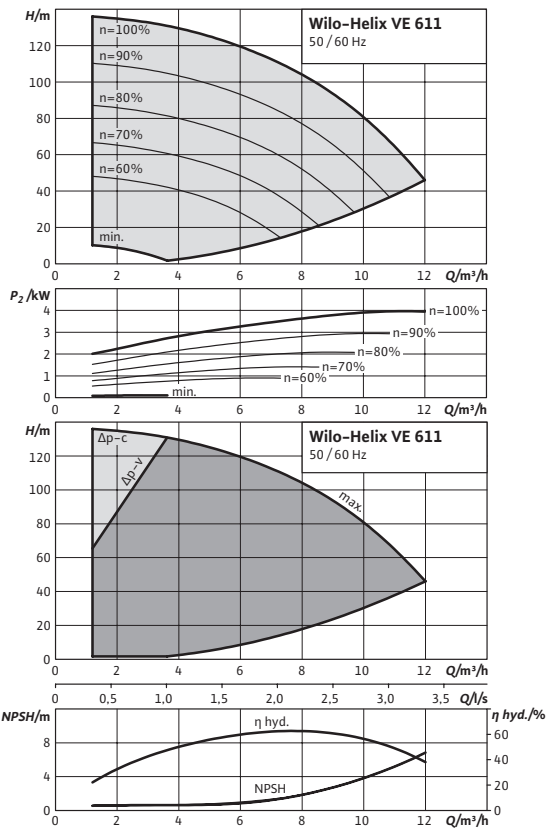 H/m
Wilo-Helix VE 611
50 / 60 Hz
120
100
80
60
40
20
0
n=100%
n=90%
n=80%
n=70%
n=60%
min.
0 2 4 6 8 10 12 Q/m³/h
P₂ /kW
4
3
2
1
0
n=100%
n=90%
n=80%
n=70%
n=60%
min.
0 2 4 6 8 10 12 Q/m³/h
H/m
Wilo-Helix VE 611
50 / 60 Hz
Δp-c
Δp-v
max.
120
100
80
60
40
20
0
0 2 4 6 8 10 12 Q/m³/h
0 0,5 1,0 1,5 2,0 2,5 3,0 3,5 Q/l/s
NPSH/m
η hyd./%
η hyd.
NPSH
8
4
0
60
40
20
0
0 2 4 6 8 10 12 Q/m³/h